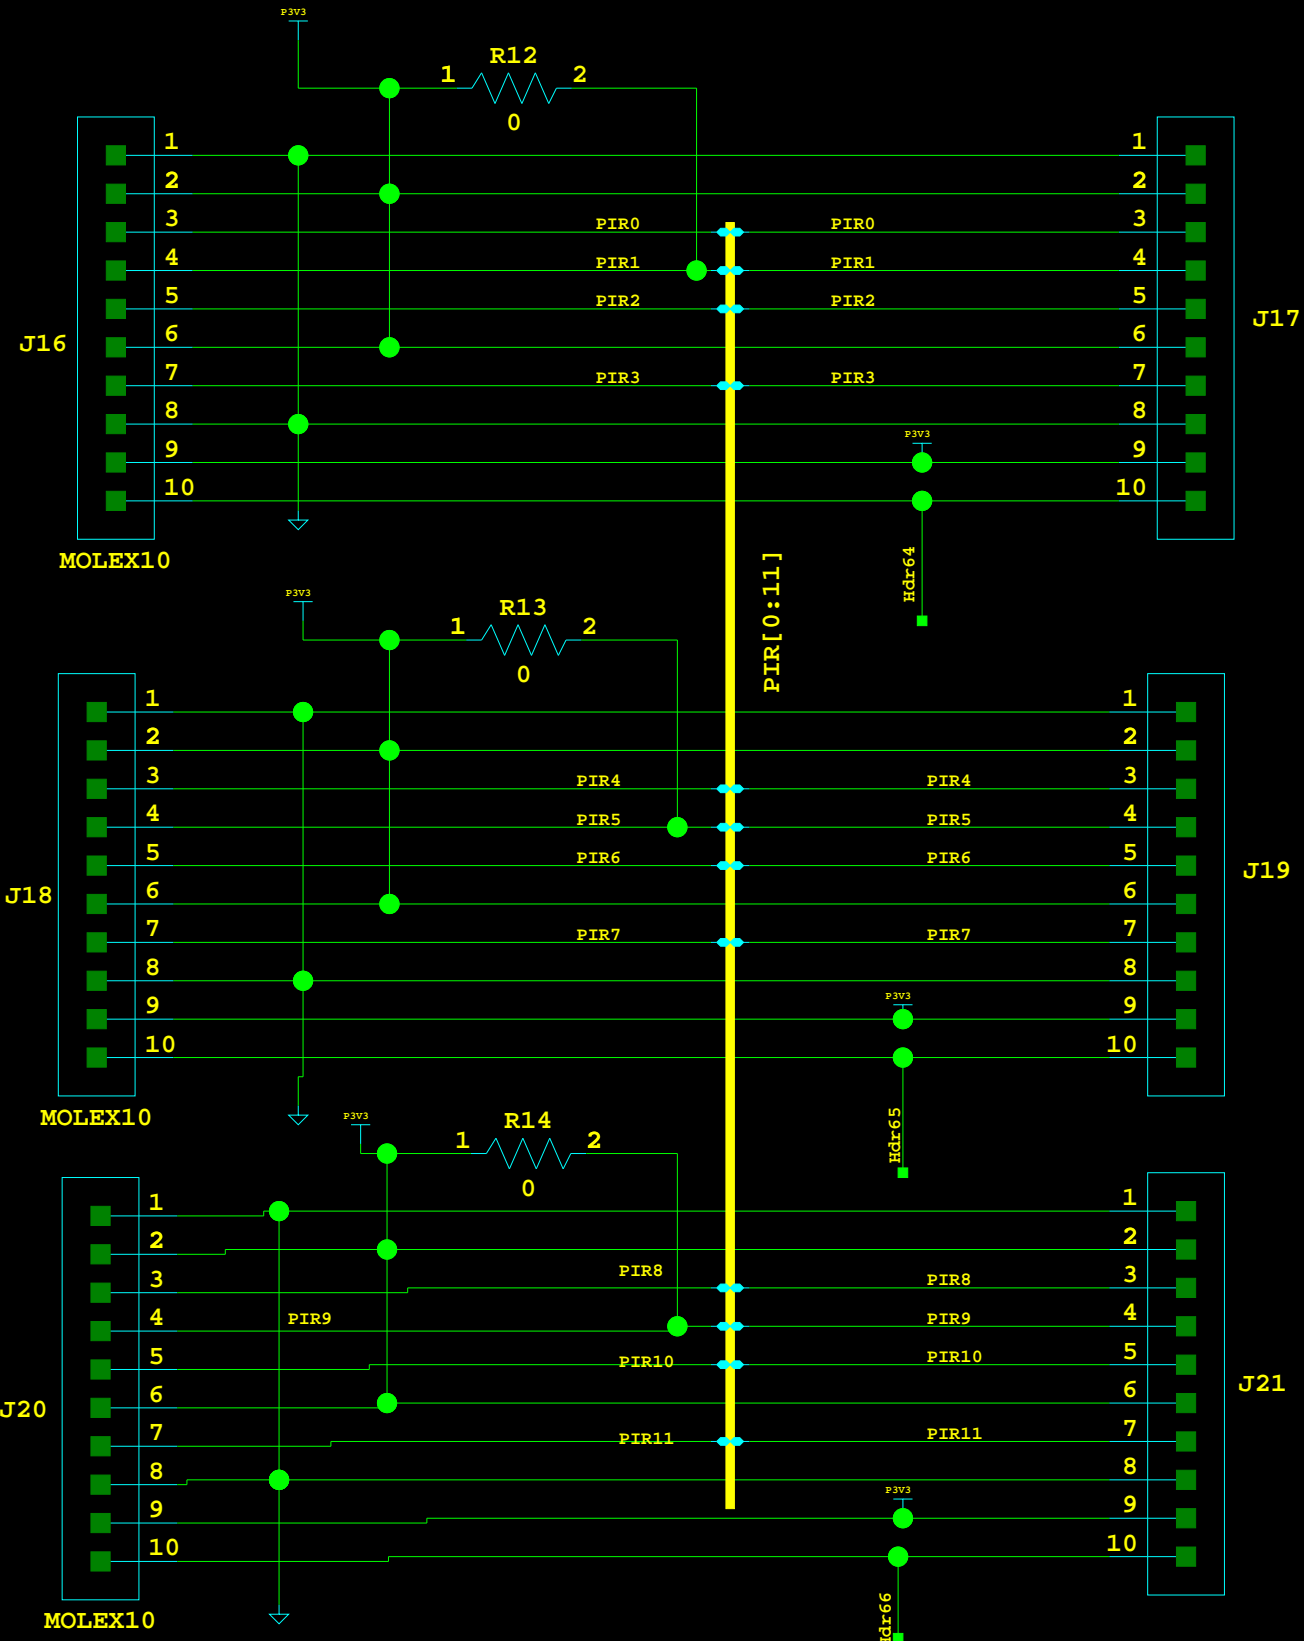 P3V3
R12
1 2
0
1 1
2 2
3 PIR0 PIR0 3
4 PIR1 PIR1 4
5 PIR2 PIR2 5
J16 6 6 J17
7 PIR3 PIR3 7
8 8
P3V3
9 9
10 10
MOLEX10
Hdr64
PIR[0:11]
P3V3
R13
1 2
0
1 1
2 2
3 PIR4 PIR4 3
4 PIR5 PIR5 4
5 PIR6 PIR6 5
J18 6 6 J19
7 PIR7 PIR7 7
8 8
P3V3
9 9
10 10
MOLEX10
Hdr65
P3V3
R14
1 2
0
1 1
2 2
3 PIR8 PIR8 3
4 PIR9 PIR9 4
5 PIR10 PIR10 5
J20 6 6 J21
7 PIR11 PIR11 7
8 8
P3V3
9 9
10 10
MOLEX10
Hdr66